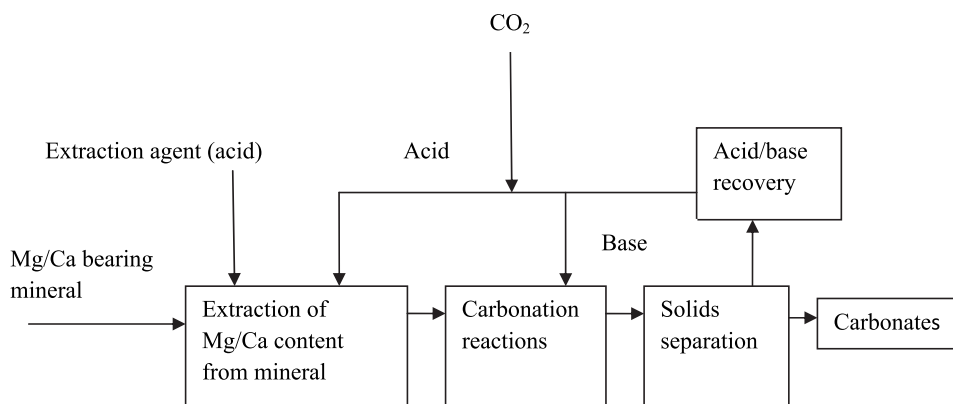 CO₂
Extraction agent (acid)
Acid
Acid/base
recovery
Base
Mg/Ca bearing
mineral
Extraction of
Mg/Ca content
from mineral
Carbonation
reactions
Solids
separation
Carbonates